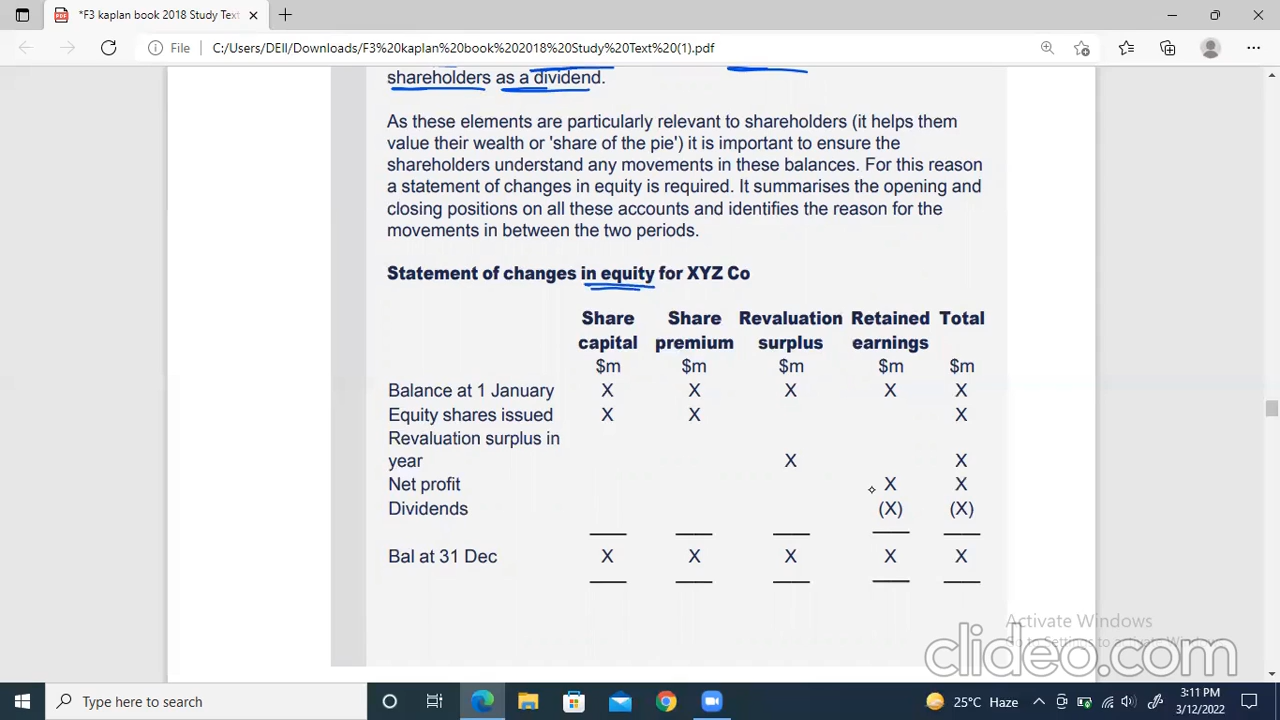 *F3 kaplan book 2018 Study Text
File C:/Users/DEll/Downloads/F3%20kaplan%20book%202018%20Study%20Text%20(1).pdf
shareholders as a dividend.
As these elements are particularly relevant to shareholders (it helps them
value their wealth or 'share of the pie') it is important to ensure the
shareholders understand any movements in these balances. For this reason
a statement of changes in equity is required. It summarises the opening and
closing positions on all these accounts and identifies the reason for the
movements in between the two periods.
Statement of changes in equity for XYZ Co
Share Share Revaluation Retained Total
capital premium surplus earnings
$m $m $m $m $m
Balance at 1 January X X X X X
Equity shares issued X X X
Revaluation surplus in
year X X
Net profit X X
Dividends (X) (X)
Bal at 31 Dec X X X X X
Activate Windows
Go to Settings to activate Windows.
clideo.com
Type here to search
25°C Haze
3:11 PM
3/12/2022